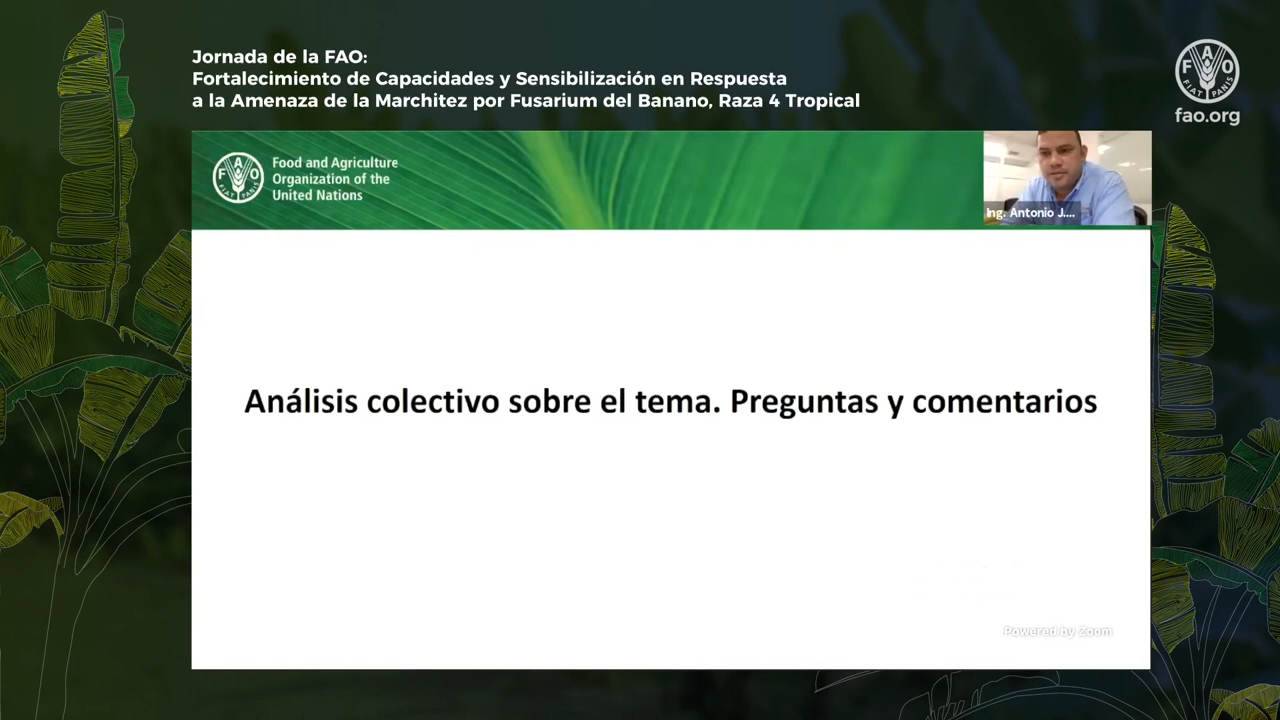 Jornada de la FAO:
Fortalecimiento de Capacidades y Sensibilización en Respuesta
a la Amenaza de la Marchitez por Fusarium del Banano, Raza 4 Tropical
F A O
FIAT PANIS
fao.org
F A O
FIAT PANIS
Food and Agriculture
Organization of the
United Nations
Ing. Antonio J....
Análisis colectivo sobre el tema. Preguntas y comentarios
Powered by Zoom